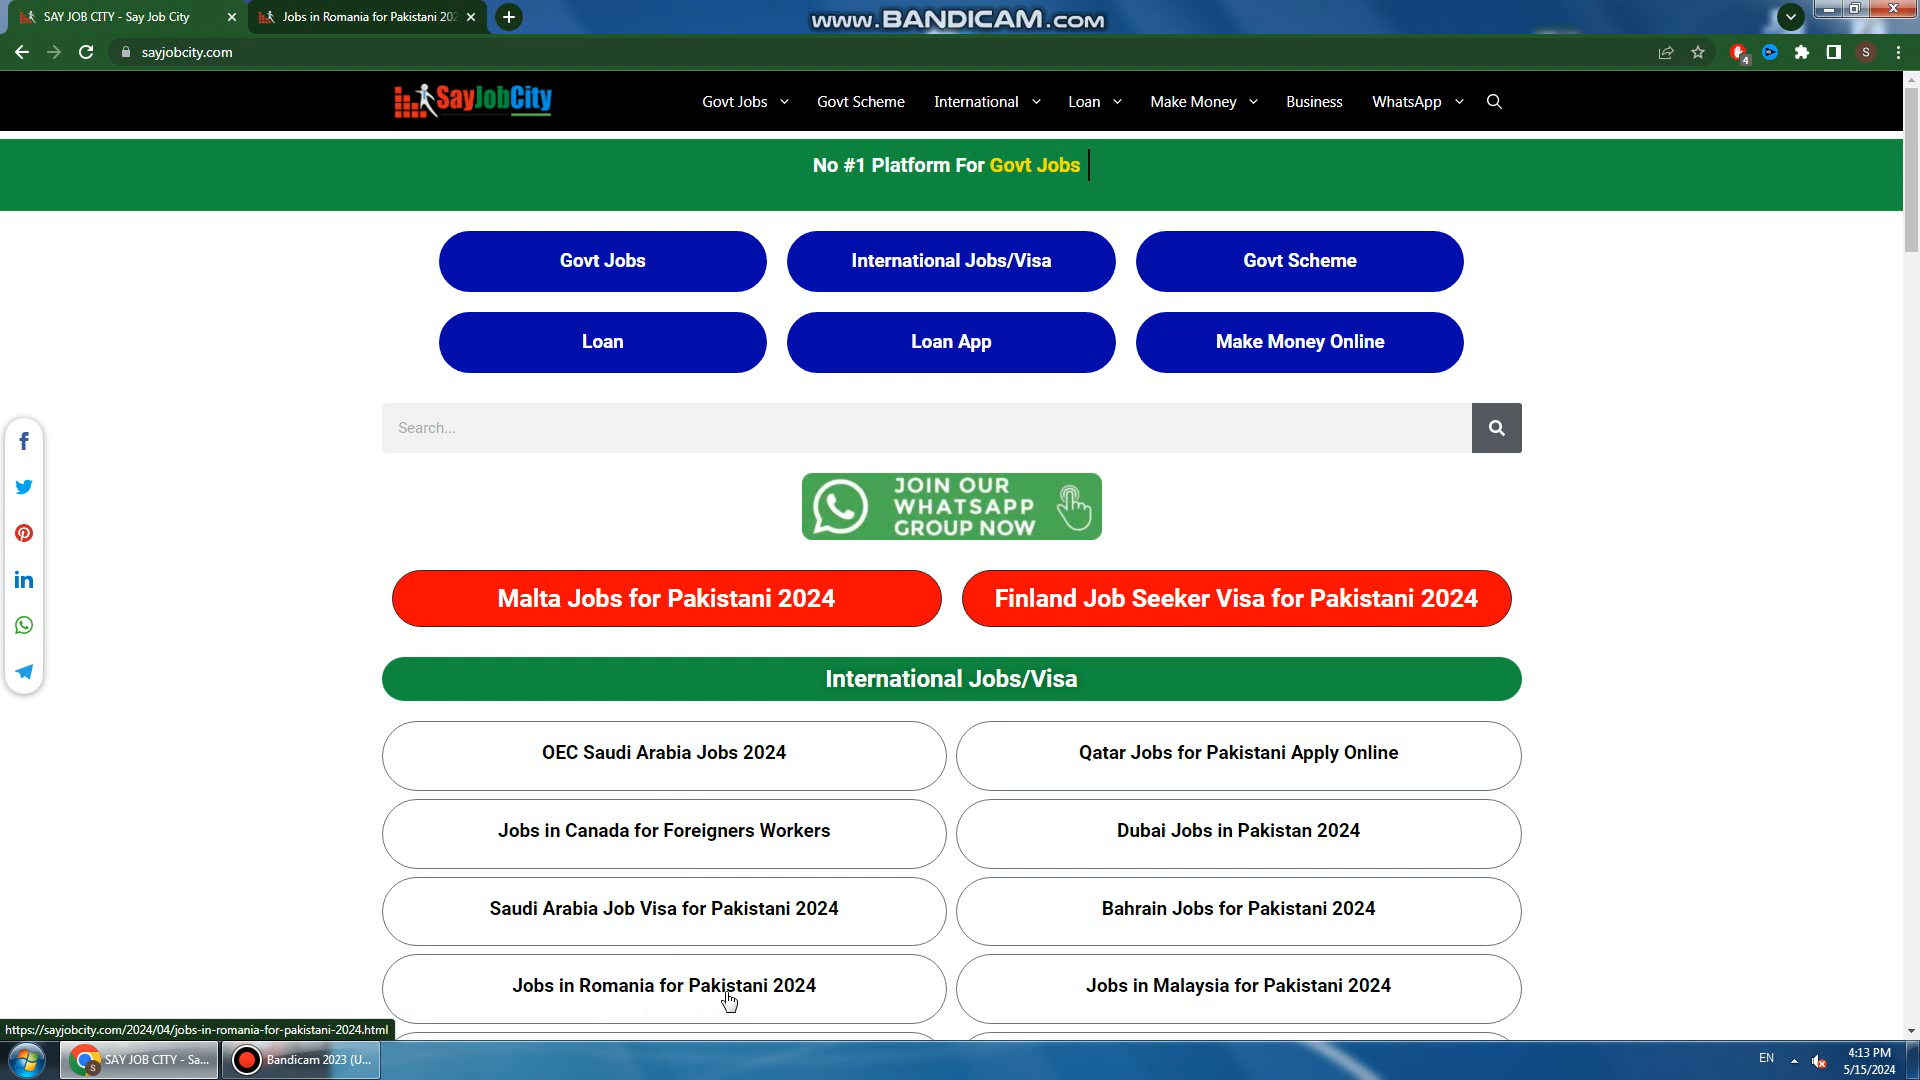 SAY JOB CITY - Say Job City
Jobs in Romania for Pakistani 202
www.BANDICAM.com
sayjobcity.com
4
S
SayJobCity
Govt Jobs
Govt Scheme
International
Loan
Make Money
Business
WhatsApp
No #1 Platform For Govt Jobs
Govt Jobs
International Jobs/Visa
Govt Scheme
Loan
Loan App
Make Money Online
Search...
JOIN OUR
WHATSAPP
GROUP NOW
Malta Jobs for Pakistani 2024
Finland Job Seeker Visa for Pakistani 2024
International Jobs/Visa
OEC Saudi Arabia Jobs 2024
Qatar Jobs for Pakistani Apply Online
Jobs in Canada for Foreigners Workers
Dubai Jobs in Pakistan 2024
Saudi Arabia Job Visa for Pakistani 2024
Bahrain Jobs for Pakistani 2024
Jobs in Romania for Pakistani 2024
Jobs in Malaysia for Pakistani 2024
https://sayjobcity.com/2024/04/jobs-in-romania-for-pakistani-2024.html
SAY JOB CITY - Sa...
Bandicam 2023 (U...
EN
4:13 PM
5/15/2024